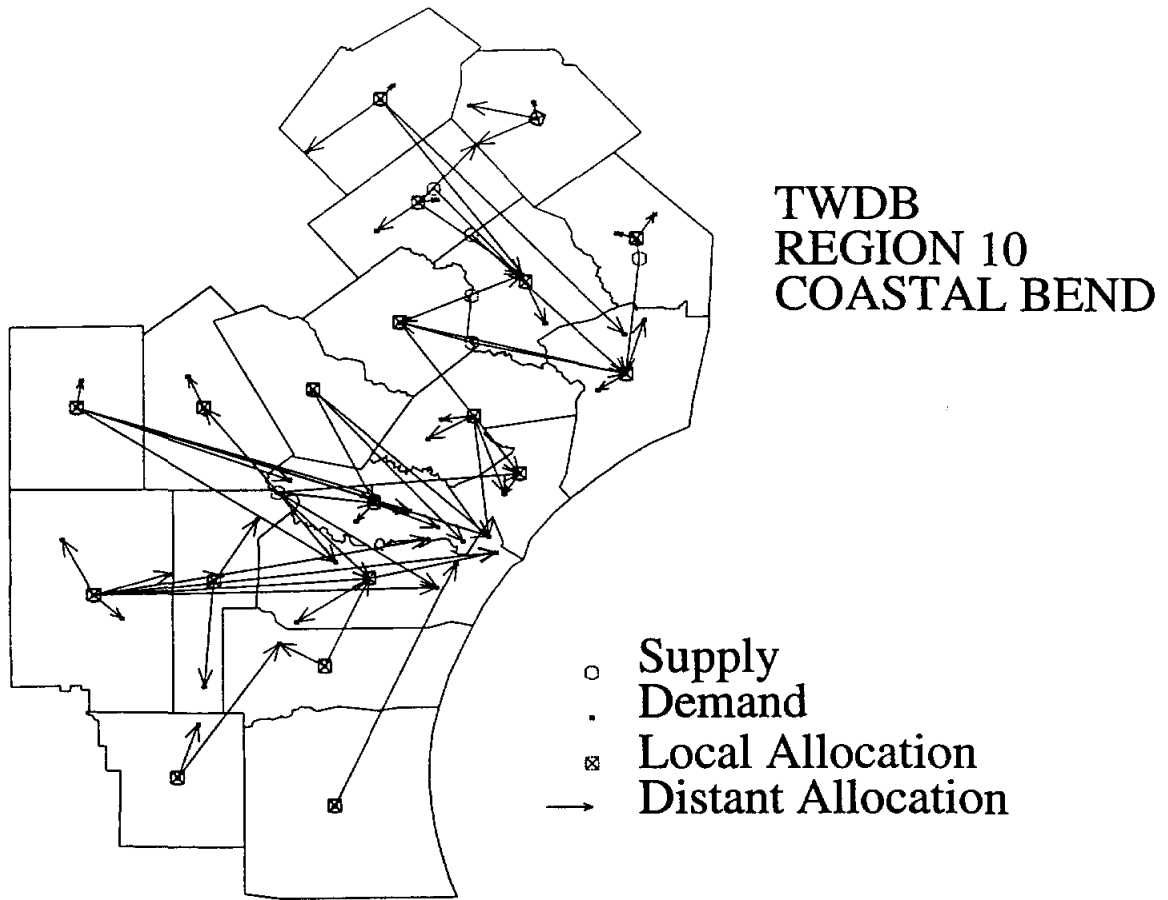 TWDB
REGION 10
COASTAL BEND
Supply
Demand
Local Allocation
Distant Allocation